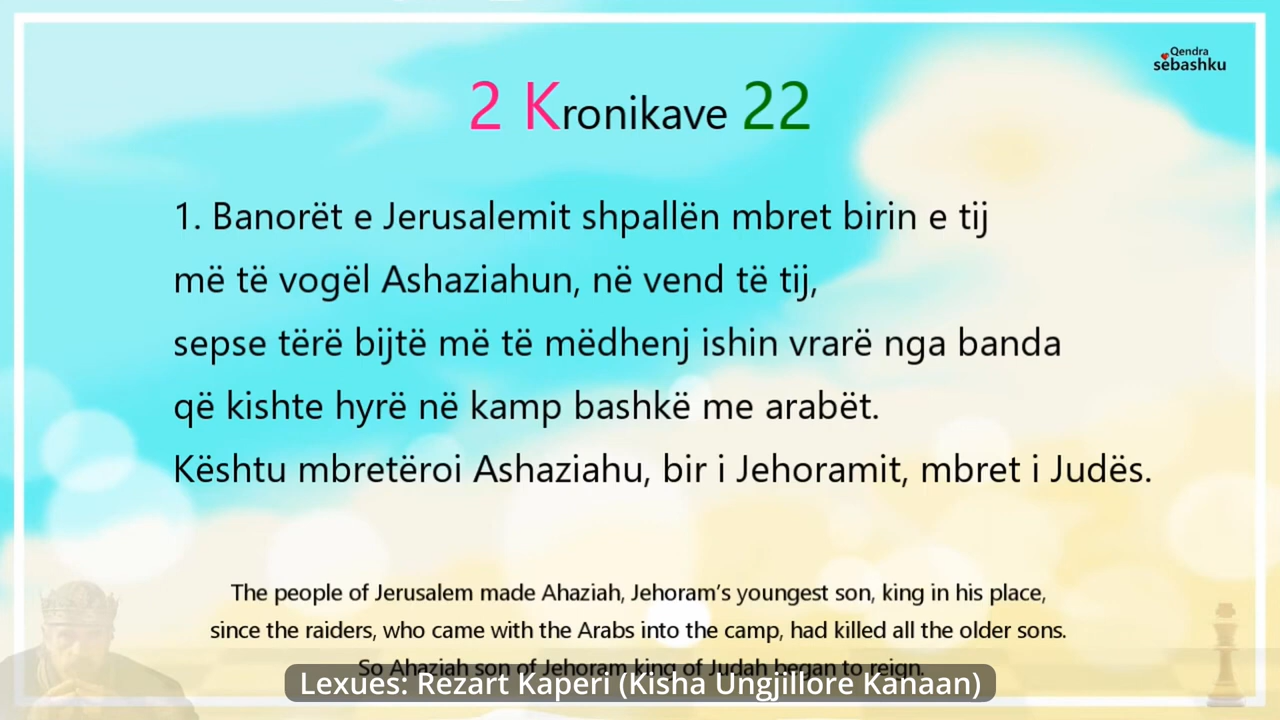 Qendra
sëbashku
2 Kronikave 22
1. Banorët e Jerusalemit shpallën mbret birin e tij
më të vogël Ashaziahun, në vend të tij,
sepse tërë bijtë më të mëdhenj ishin vrarë nga banda
që kishte hyrë në kamp bashkë me arabët.
Kështu mbretëroi Ashaziahu, bir i Jehoramit, mbret i Judës.
The people of Jerusalem made Ahaziah, Jehoram’s youngest son, king in his place,
since the raiders, who came with the Arabs into the camp, had killed all the older sons.
So Ahaziah son of Jehoram king of Judah began to reign.
Lexues: Rezart Kaperi (Kisha Ungjillore Kanaan)